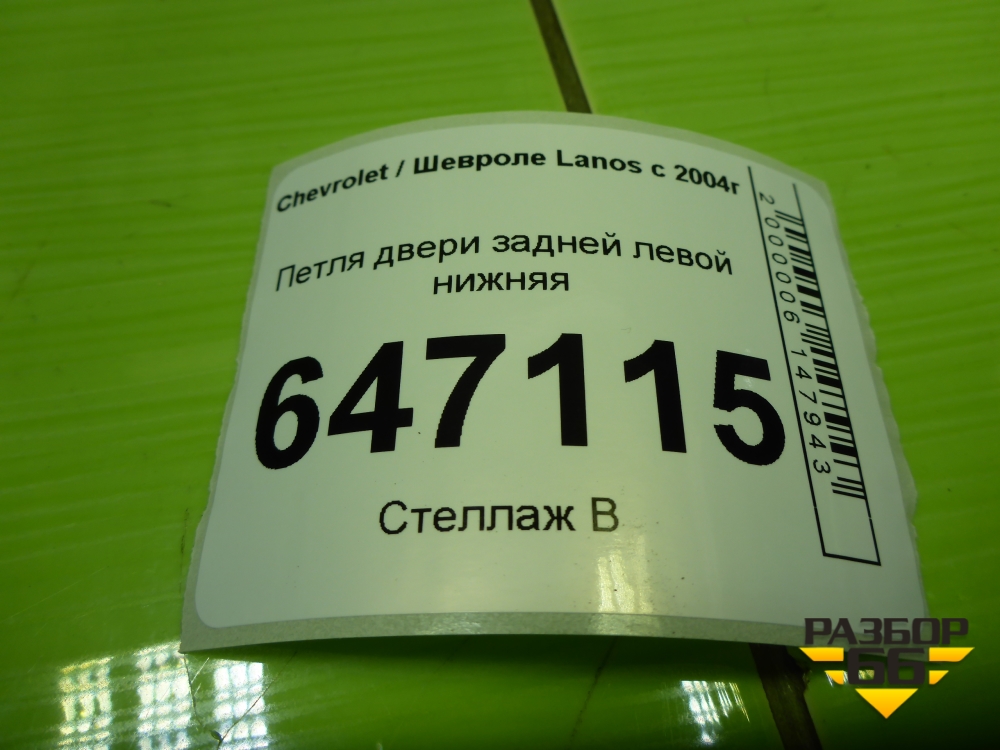 Chevrolet / Шевроле Lanos с 2004г
Петля двери задней левой
нижняя
647115
Стеллаж В
2000006147943
РАЗБОР
66